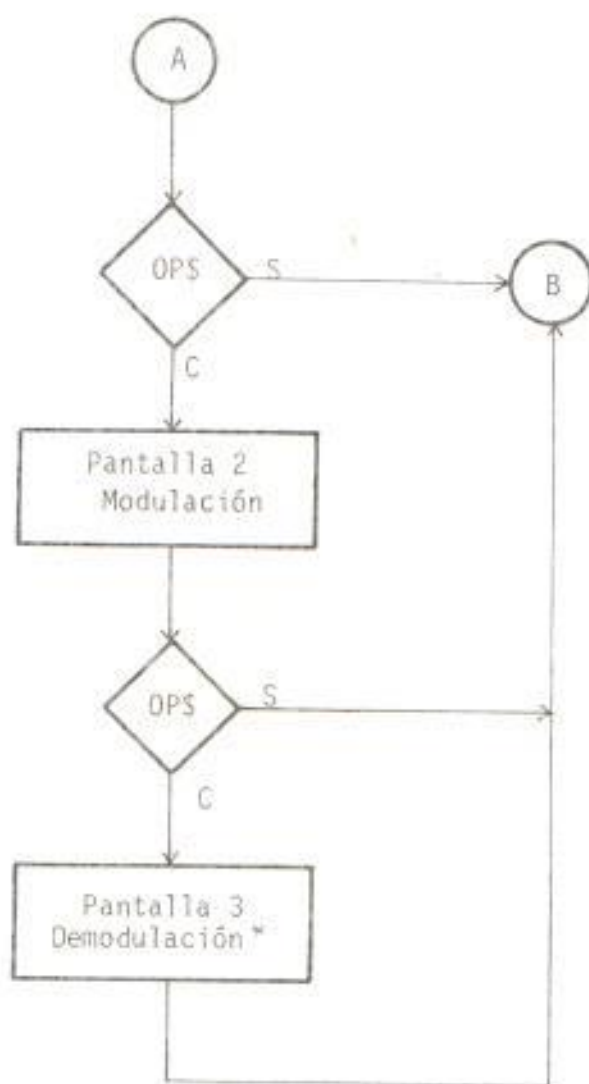 A
OP$
S
B
C
Pantalla 2
Modulación
OP$
S
C
Pantalla 3
Demodulación*